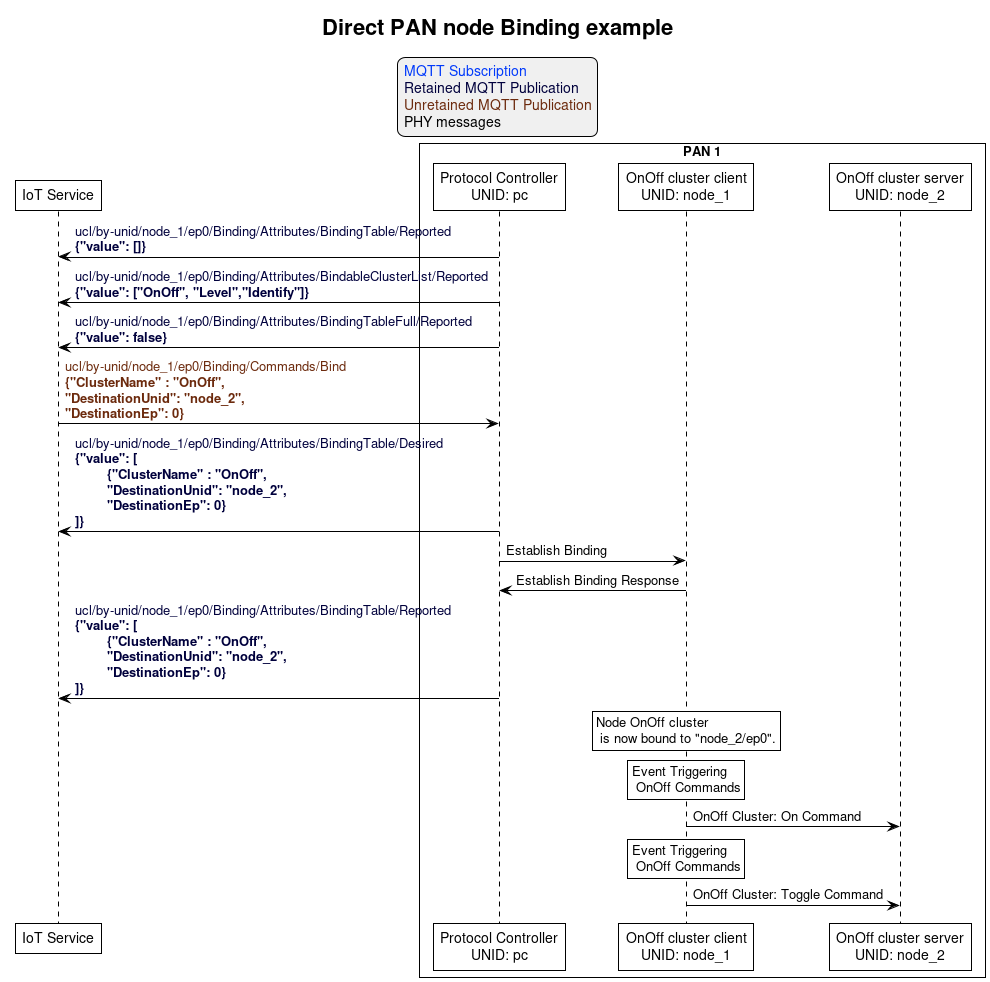 Direct PAN node Binding example
MQTT Subscription
Retained MQTT Publication
Unretained MQTT Publication
PHY messages
PAN 1
IoT Service
Protocol Controller
UNID: pc
OnOff cluster client
UNID: node_1
OnOff cluster server
UNID: node_2
ucl/by-unid/node_1/ep0/Binding/Attributes/BindingTable/Reported
{"value": []}
ucl/by-unid/node_1/ep0/Binding/Attributes/BindableClusterList/Reported
{"value": ["OnOff", "Level","Identify"]}
ucl/by-unid/node_1/ep0/Binding/Attributes/BindingTableFull/Reported
{"value": false}
ucl/by-unid/node_1/ep0/Binding/Commands/Bind
{"ClusterName" : "OnOff",
"DestinationUnid": "node_2",
"DestinationEp": 0}
ucl/by-unid/node_1/ep0/Binding/Attributes/BindingTable/Desired
{"value": [
{"ClusterName" : "OnOff",
"DestinationUnid": "node_2",
"DestinationEp": 0}
]}
Establish Binding
Establish Binding Response
ucl/by-unid/node_1/ep0/Binding/Attributes/BindingTable/Reported
{"value": [
{"ClusterName" : "OnOff",
"DestinationUnid": "node_2",
"DestinationEp": 0}
]}
Node OnOff cluster
is now bound to "node_2/ep0".
Event Triggering
OnOff Commands
OnOff Cluster: On Command
Event Triggering
OnOff Commands
OnOff Cluster: Toggle Command
IoT Service
Protocol Controller
UNID: pc
OnOff cluster client
UNID: node_1
OnOff cluster server
UNID: node_2